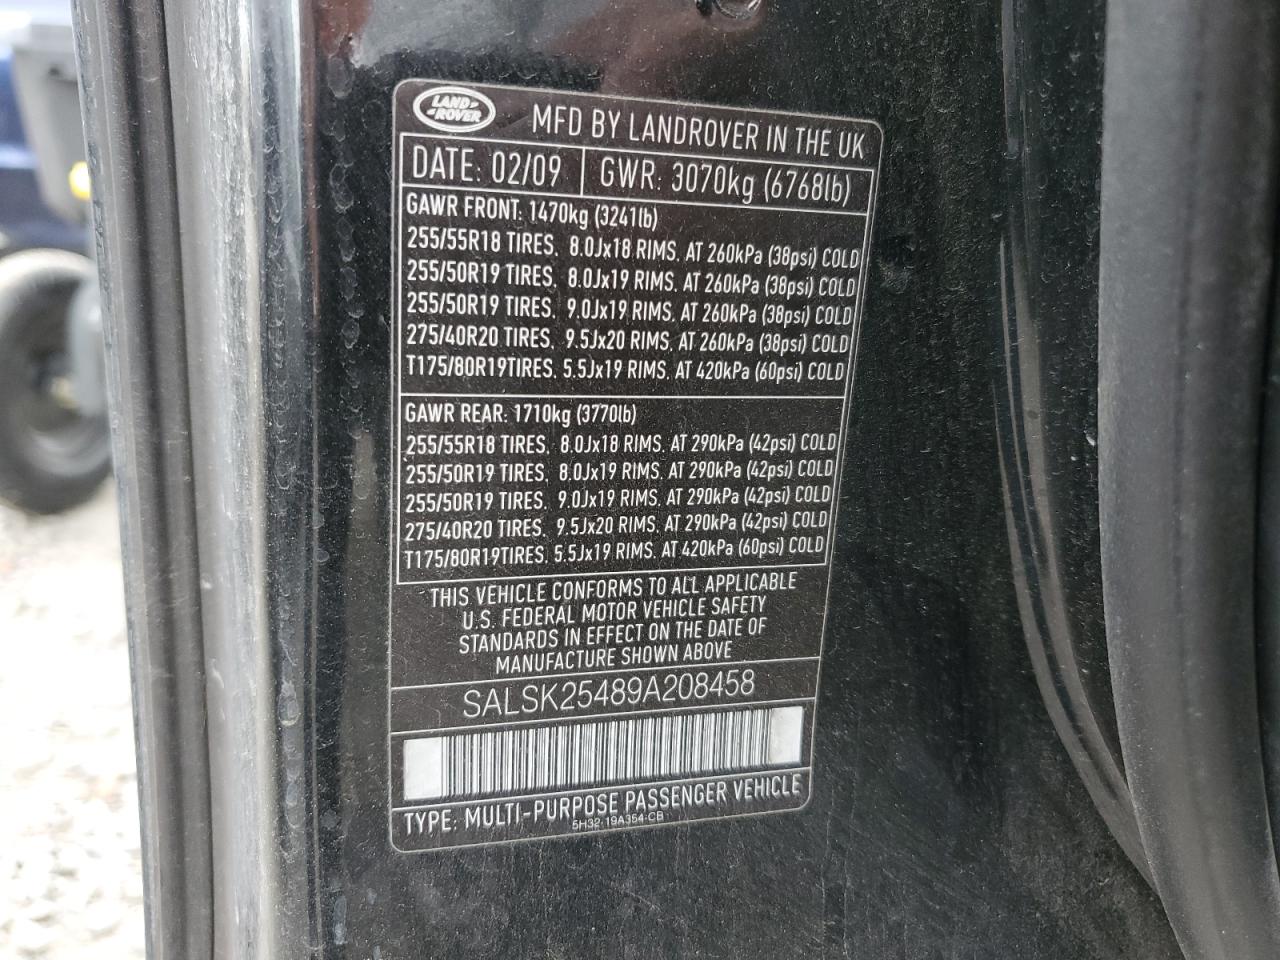 LAND ROVER
MFD BY LANDROVER IN THE UK
DATE: 02/09 GWR: 3070kg (6768lb)
GAWR FRONT: 1470kg (3241lb)
255/55R18 TIRES, 8.0Jx18 RIMS, AT 260kPa (38psi) COLD
255/50R19 TIRES, 8.0Jx19 RIMS, AT 260kPa (38psi) COLD
255/50R19 TIRES, 9.0Jx19 RIMS, AT 260kPa (38psi) COLD
275/40R20 TIRES, 9.5Jx20 RIMS, AT 260kPa (38psi) COLD
T175/80R19TIRES, 5.5Jx19 RIMS, AT 420kPa (60psi) COLD
GAWR REAR: 1710kg (3770lb)
255/55R18 TIRES, 8.0Jx18 RIMS, AT 290kPa (42psi) COLD
255/50R19 TIRES, 8.0Jx19 RIMS, AT 290kPa (42psi) COLD
255/50R19 TIRES, 9.0Jx19 RIMS, AT 290kPa (42psi) COLD
275/40R20 TIRES, 9.5Jx20 RIMS, AT 290kPa (42psi) COLD
T175/80R19TIRES, 5.5Jx19 RIMS, AT 420kPa (60psi) COLD
THIS VEHICLE CONFORMS TO ALL APPLICABLE
U.S. FEDERAL MOTOR VEHICLE SAFETY
STANDARDS IN EFFECT ON THE DATE OF
MANUFACTURE SHOWN ABOVE
SALSK25489A208458
TYPE: MULTI-PURPOSE PASSENGER VEHICLE
5H32-19A354-CB